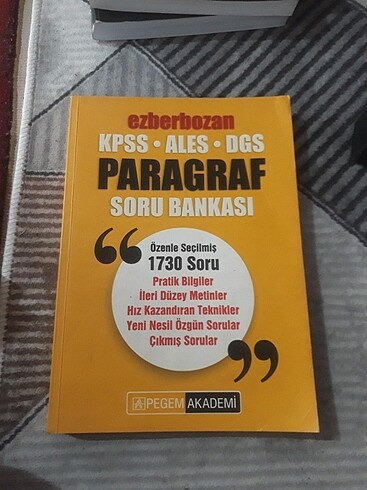 ezberbozan
KPSS • ALES • DGS
PARAGRAF
SORU BANKASI
Özenle Seçilmiş
1730 Soru
Pratik Bilgiler
İleri Düzey Metinler
Hız Kazandıran Teknikler
Yeni Nesil Özgün Sorular
Çıkmış Sorular
PEGEM AKADEMİ